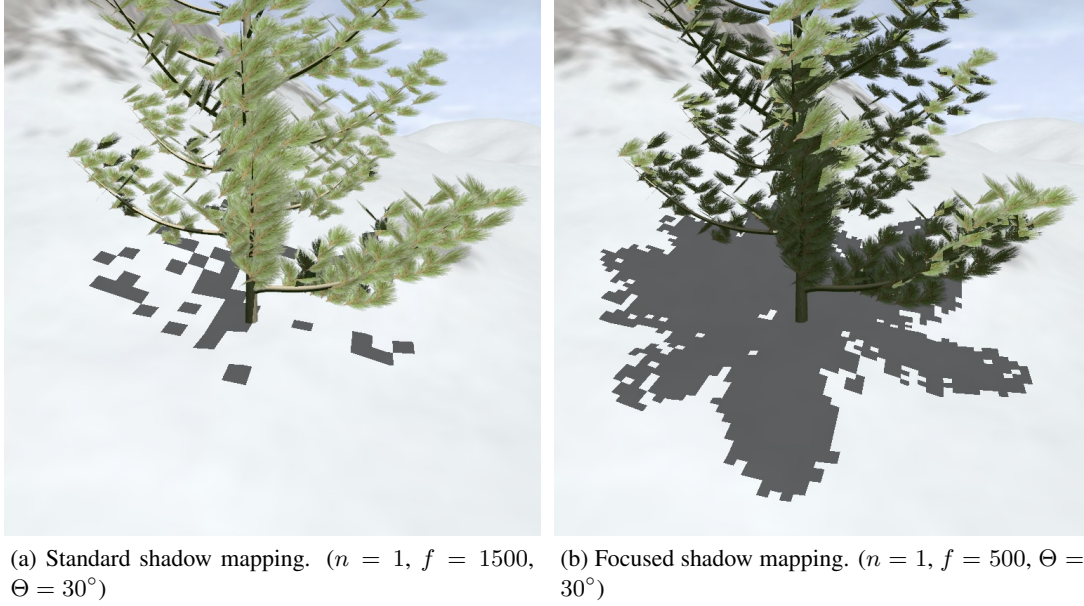 (a) Standard shadow mapping. (n = 1, f = 1500,
Θ = 30°)
(b) Focused shadow mapping. (n = 1, f = 500, Θ =
30°)